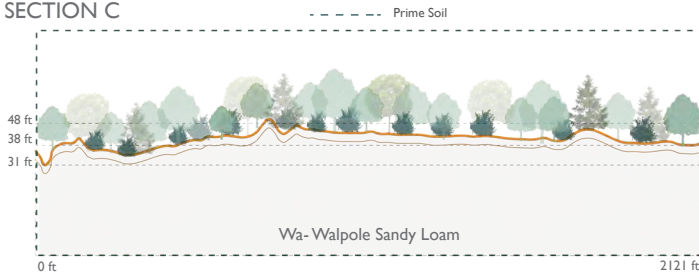 SECTION C
Prime Soil
48 ft
38 ft
31 ft
Wa- Walpole Sandy Loam
0 ft
2121 ft